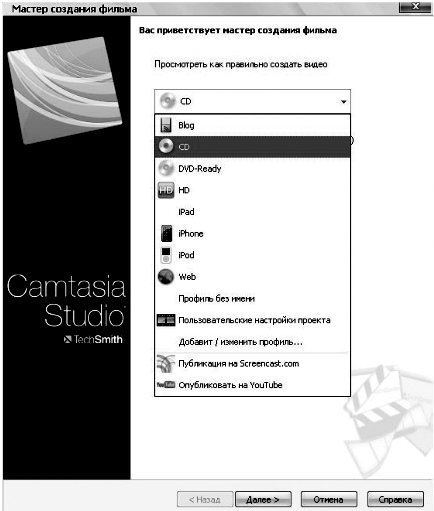 Мастер создания фильма
Вас приветствует мастер создания фильма
Просмотреть как правильно создать видео
CD
Blog
CD
DVD-Ready
HD
iPad
iPhone
iPod
Web
Профиль без имени
Пользовательские настройки проекта
Добавит / изменить профиль...
Публикация на Screencast.com
Опубликовать на YouTube
Camtasia
Studio
TechSmith
< Назад
Далее >
Отмена
Справка